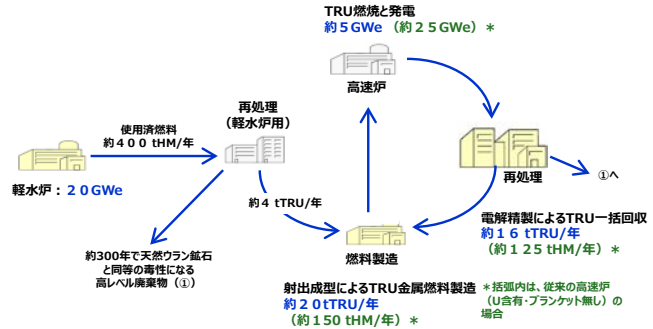 TRU燃焼と発電
約5GWe （約25GWe）＊
高速炉
再処理
（軽水炉用）
使用済燃料
約400 tHM/年
軽水炉：20GWe
再処理
①へ
約4 tTRU/年
電解精製によるTRU一括回収
約16 tTRU/年
（約125 tHM/年）＊
約300年で天然ウラン鉱石
と同等の毒性になる
高レベル廃棄物（①）
燃料製造
射出成型によるTRU金属燃料製造
約20tTRU/年
（約150 tHM/年）＊
＊括弧内は、従来の高速炉
（U含有・ブランケット無し）の
場合